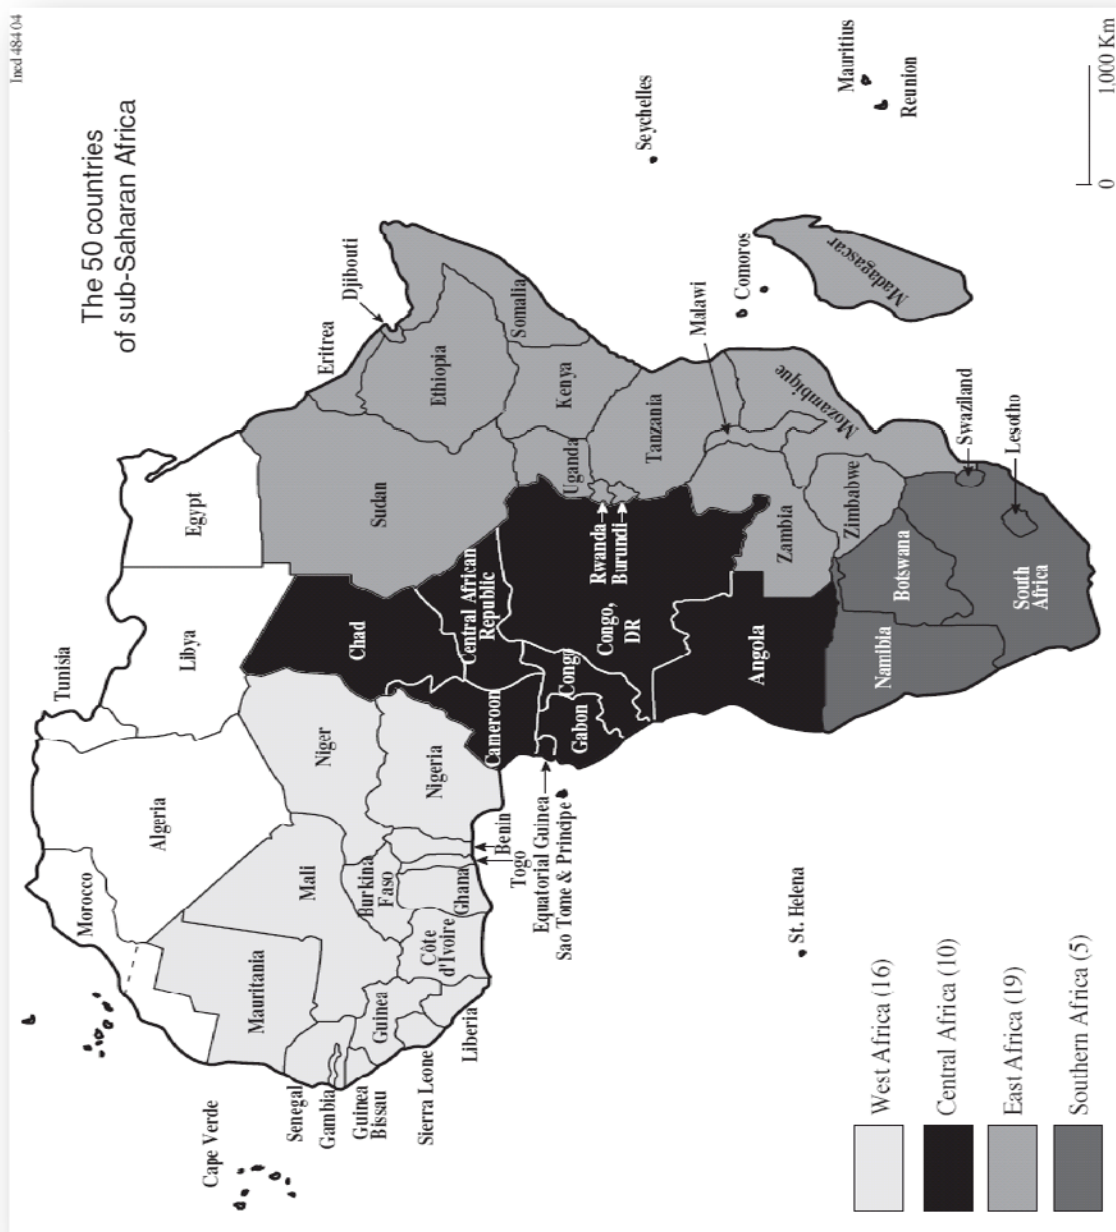 Ined 484 04
The 50 countries
of sub-Saharan Africa
Tunisia
Morocco
Algeria
Libya
Egypt
Cape Verde
Mauritania
Mali
Niger
Chad
Sudan
Eritrea
Djibouti
Senegal
Gambia
Guinea
Bissau
Guinea
Sierra Leone
Liberia
Côte
d'Ivoire
Burkina
Faso
Ghana
Togo
Benin
Nigeria
Cameroon
Central African
Republic
Ethiopia
Somalia
Equatorial Guinea
Sao Tome & Principe
Gabon
Congo
Congo,
DR
Uganda
Kenya
Rwanda
Burundi
Tanzania
Seychelles
St. Helena
Angola
Zambia
Malawi
Comoros
Mozambique
Madagascar
Mauritius
Reunion
Namibia
Botswana
Zimbabwe
South
Africa
Swaziland
Lesotho
West Africa (16)
Central Africa (10)
East Africa (19)
Southern Africa (5)
0 1,000 Km